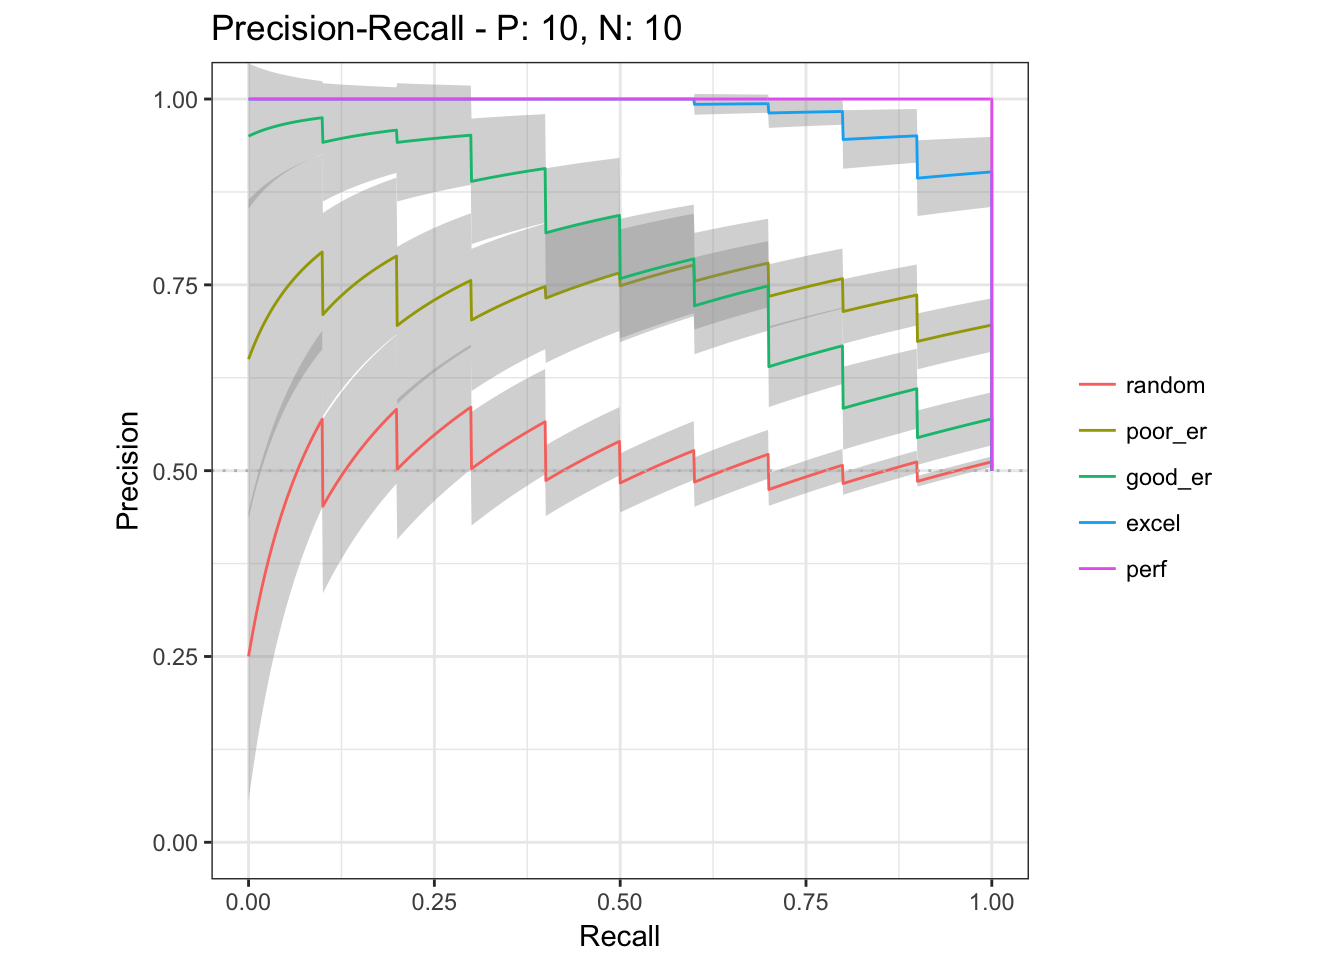 Precision-Recall - P: 10, N: 10
Precision
1.00
0.75
0.50
0.25
0.00
0.00 0.25 0.50 0.75 1.00
Recall
random
poor_er
good_er
excel
perf